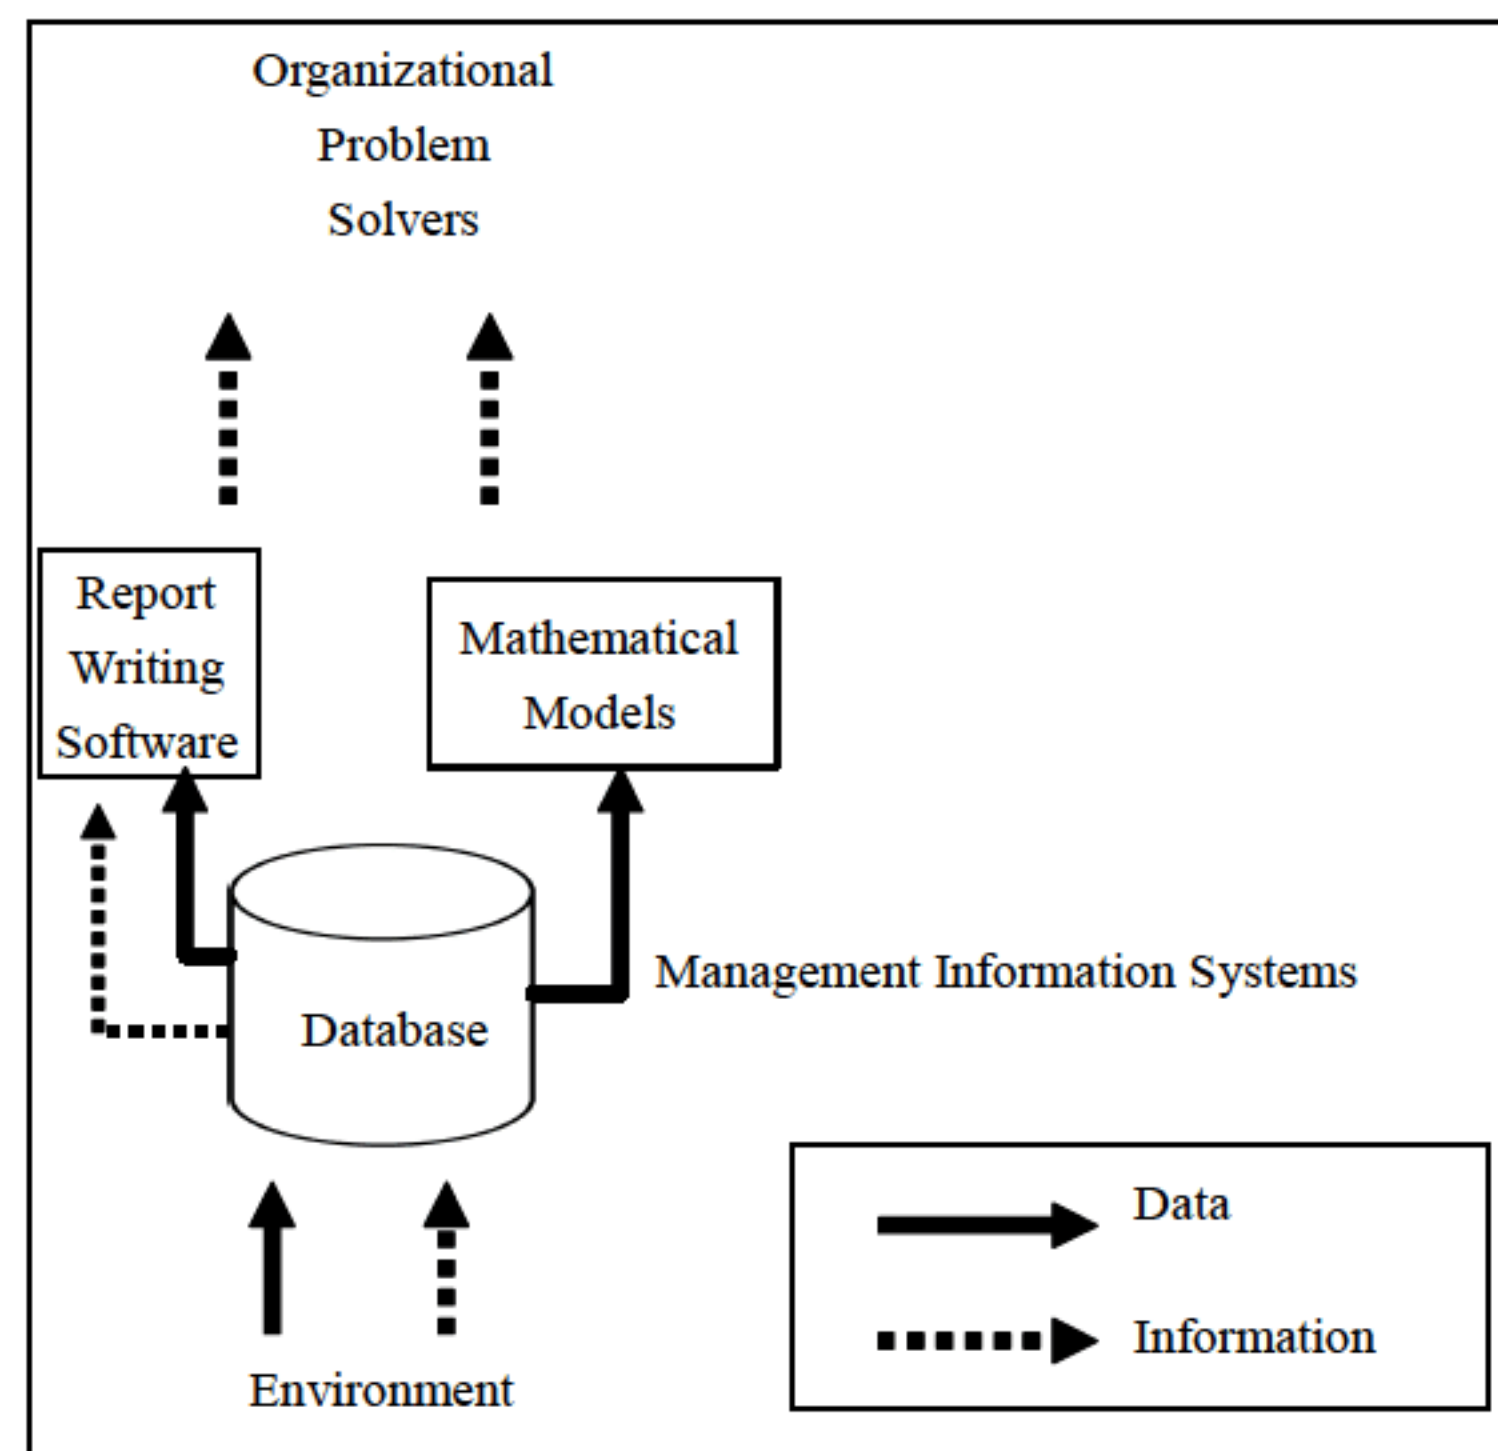 Organizational
Problem
Solvers
Report
Writing
Software
Mathematical
Models
Management Information Systems
Database
Data
Information
Environment